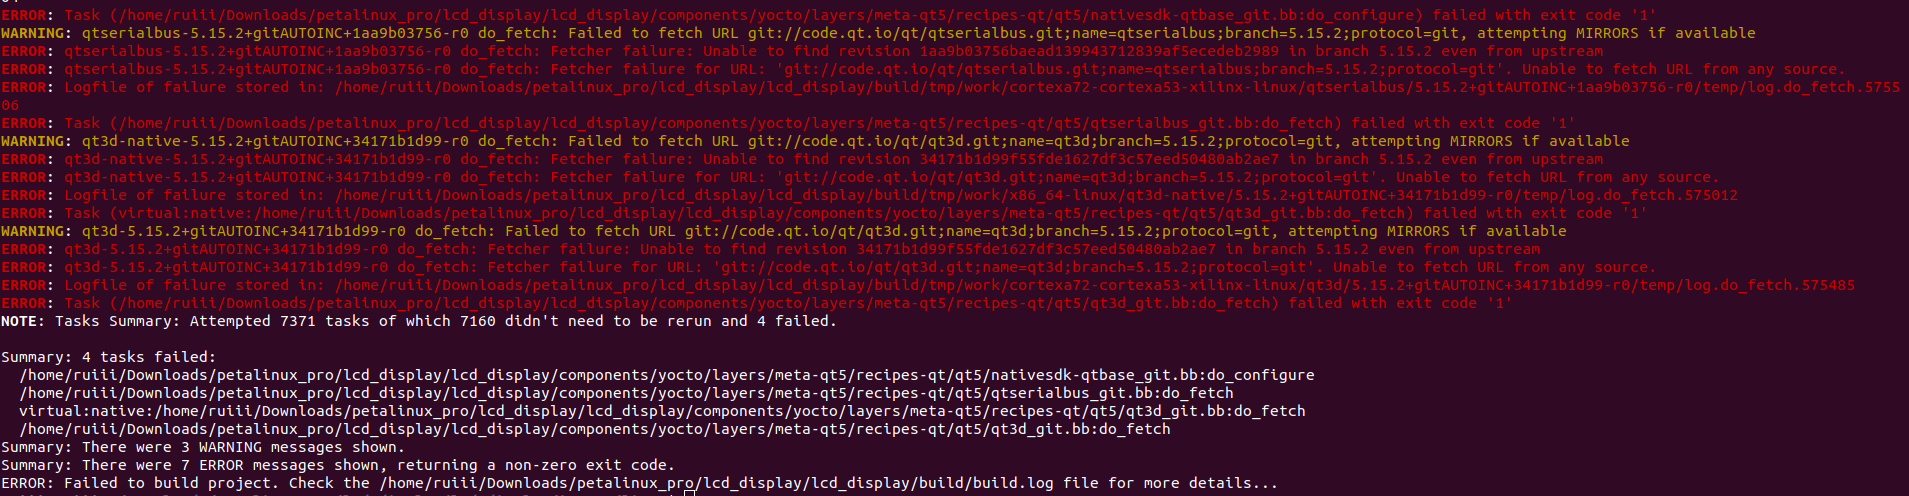 ERROR: Task (/home/ruiii/Downloads/petalinux_pro/lcd_display/lcd_display/components/yocto/layers/meta-qt5/recipes-qt/qt5/nativesdk-qtbase_git.bb:do_configure) failed with exit code '1'
WARNING: qtserialbus-5.15.2+gitAUTOINC+1aa9b03756-r0 do_fetch: Failed to fetch URL git://code.qt.io/qt/qtserialbus.git;name=qtserialbus;branch=5.15.2;protocol=git, attempting MIRRORS if available
ERROR: qtserialbus-5.15.2+gitAUTOINC+1aa9b03756-r0 do_fetch: Fetcher failure: Unable to find revision 1aa9b03756baead139943712839af5ecedeb2989 in branch 5.15.2 even from upstream
ERROR: qtserialbus-5.15.2+gitAUTOINC+1aa9b03756-r0 do_fetch: Fetcher failure for URL: 'git://code.qt.io/qt/qtserialbus.git;name=qtserialbus;branch=5.15.2;protocol=git'. Unable to fetch URL from any source.
ERROR: Logfile of failure stored in: /home/ruiii/Downloads/petalinux_pro/lcd_display/lcd_display/build/tmp/work/cortexa72-cortexa53-xilinx-linux/qtserialbus/5.15.2+gitAUTOINC+1aa9b03756-r0/temp/log.do_fetch.5755
06
ERROR: Task (/home/ruiii/Downloads/petalinux_pro/lcd_display/lcd_display/components/yocto/layers/meta-qt5/recipes-qt/qt5/qtserialbus_git.bb:do_fetch) failed with exit code '1'
WARNING: qt3d-native-5.15.2+gitAUTOINC+34171b1d99-r0 do_fetch: Failed to fetch URL git://code.qt.io/qt/qt3d.git;name=qt3d;branch=5.15.2;protocol=git, attempting MIRRORS if available
ERROR: qt3d-native-5.15.2+gitAUTOINC+34171b1d99-r0 do_fetch: Fetcher failure: Unable to find revision 34171b1d99f55fde1627df3c57eed50480ab2ae7 in branch 5.15.2 even from upstream
ERROR: qt3d-native-5.15.2+gitAUTOINC+34171b1d99-r0 do_fetch: Fetcher failure for URL: 'git://code.qt.io/qt/qt3d.git;name=qt3d;branch=5.15.2;protocol=git'. Unable to fetch URL from any source.
ERROR: Logfile of failure stored in: /home/ruiii/Downloads/petalinux_pro/lcd_display/lcd_display/build/tmp/work/x86_64-linux/qt3d-native/5.15.2+gitAUTOINC+34171b1d99-r0/temp/log.do_fetch.575012
ERROR: Task (virtual:native:/home/ruiii/Downloads/petalinux_pro/lcd_display/lcd_display/components/yocto/layers/meta-qt5/recipes-qt/qt5/qt3d_git.bb:do_fetch) failed with exit code '1'
WARNING: qt3d-5.15.2+gitAUTOINC+34171b1d99-r0 do_fetch: Failed to fetch URL git://code.qt.io/qt/qt3d.git;name=qt3d;branch=5.15.2;protocol=git, attempting MIRRORS if available
ERROR: qt3d-5.15.2+gitAUTOINC+34171b1d99-r0 do_fetch: Fetcher failure: Unable to find revision 34171b1d99f55fde1627df3c57eed50480ab2ae7 in branch 5.15.2 even from upstream
ERROR: qt3d-5.15.2+gitAUTOINC+34171b1d99-r0 do_fetch: Fetcher failure for URL: 'git://code.qt.io/qt/qt3d.git;name=qt3d;branch=5.15.2;protocol=git'. Unable to fetch URL from any source.
ERROR: Logfile of failure stored in: /home/ruiii/Downloads/petalinux_pro/lcd_display/lcd_display/build/tmp/work/cortexa72-cortexa53-xilinx-linux/qt3d/5.15.2+gitAUTOINC+34171b1d99-r0/temp/log.do_fetch.575485
ERROR: Task (/home/ruiii/Downloads/petalinux_pro/lcd_display/lcd_display/components/yocto/layers/meta-qt5/recipes-qt/qt5/qt3d_git.bb:do_fetch) failed with exit code '1'
NOTE: Tasks Summary: Attempted 7371 tasks of which 7160 didn't need to be rerun and 4 failed.
Summary: 4 tasks failed:
/home/ruiii/Downloads/petalinux_pro/lcd_display/lcd_display/components/yocto/layers/meta-qt5/recipes-qt/qt5/nativesdk-qtbase_git.bb:do_configure
/home/ruiii/Downloads/petalinux_pro/lcd_display/lcd_display/components/yocto/layers/meta-qt5/recipes-qt/qt5/qtserialbus_git.bb:do_fetch
virtual:native:/home/ruiii/Downloads/petalinux_pro/lcd_display/lcd_display/components/yocto/layers/meta-qt5/recipes-qt/qt5/qt3d_git.bb:do_fetch
/home/ruiii/Downloads/petalinux_pro/lcd_display/lcd_display/components/yocto/layers/meta-qt5/recipes-qt/qt5/qt3d_git.bb:do_fetch
Summary: There were 3 WARNING messages shown.
Summary: There were 7 ERROR messages shown, returning a non-zero exit code.
ERROR: Failed to build project. Check the /home/ruiii/Downloads/petalinux_pro/lcd_display/lcd_display/build/build.log file for more details...